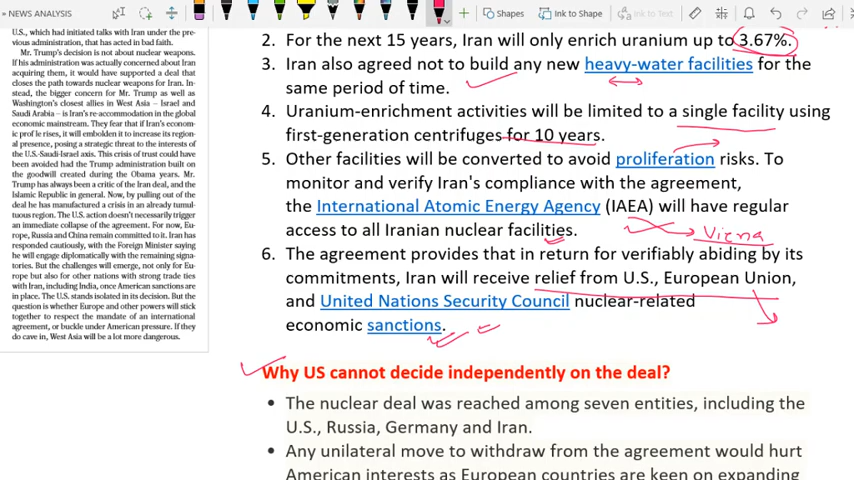 » NEWS ANALYSIS
Shapes
Ink to Shape
Ink to Text
U.S., which had initiated talks with Iran under the pre-
vious administration, that has acted in bad faith.
Mr. Trump's decision is not about nuclear weapons.
If his administration was actually concerned about Iran
acquiring them, it would have supported a deal that
closes the path towards nuclear weapons for Iran. In-
stead, the bigger concern for Mr. Trump as well as
Washington's closest allies in West Asia – Israel and
Saudi Arabia – is Iran's re-accommodation in the global
economic mainstream. They fear that if Iran's econom-
ic profile rises, it will embolden it to increase its region-
al presence, posing a strategic threat to the interests of
the U.S.-Saudi-Israel axis. This crisis of trust could have
been avoided had the Trump administration built on
the goodwill created during the Obama years. Mr.
Trump has always been a critic of the Iran deal, and the
Islamic Republic in general. Now, by pulling out of the
deal he has manufactured a crisis in an already tumul-
tuous region. The U.S. action doesn't necessarily trigger
an immediate collapse of the agreement. For now, Eu-
rope, Russia and China remain committed to it. Iran has
responded cautiously, with the Foreign Minister saying
he will engage diplomatically with the remaining signa-
tories. But the challenges will emerge, not only for Eu-
rope but also for other nations with strong trade ties
with Iran, including India, once American Sanctions are
in place. The U.S. stands isolated in its decision. But the
question is whether Europe and other powers will stick
together to respect the mandate of an international
agreement, or buckle under American pressure. If they
do cave in, West Asia will be a lot more dangerous.
2. For the next 15 years, Iran will only enrich uranium up to 3.67%.
3. Iran also agreed not to build any new heavy-water facilities for the
same period of time.
4. Uranium-enrichment activities will be limited to a single facility using
first-generation centrifuges for 10 years.
5. Other facilities will be converted to avoid proliferation risks. To
monitor and verify Iran's compliance with the agreement,
the International Atomic Energy Agency (IAEA) will have regular
access to all Iranian nuclear facilities.
Viena
6. The agreement provides that in return for verifiably abiding by its
commitments, Iran will receive relief from U.S., European Union,
and United Nations Security Council nuclear-related
economic sanctions.
Why US cannot decide independently on the deal?
• The nuclear deal was reached among seven entities, including the
U.S., Russia, Germany and Iran.
• Any unilateral move to withdraw from the agreement would hurt
American interests as European countries are keen on expanding